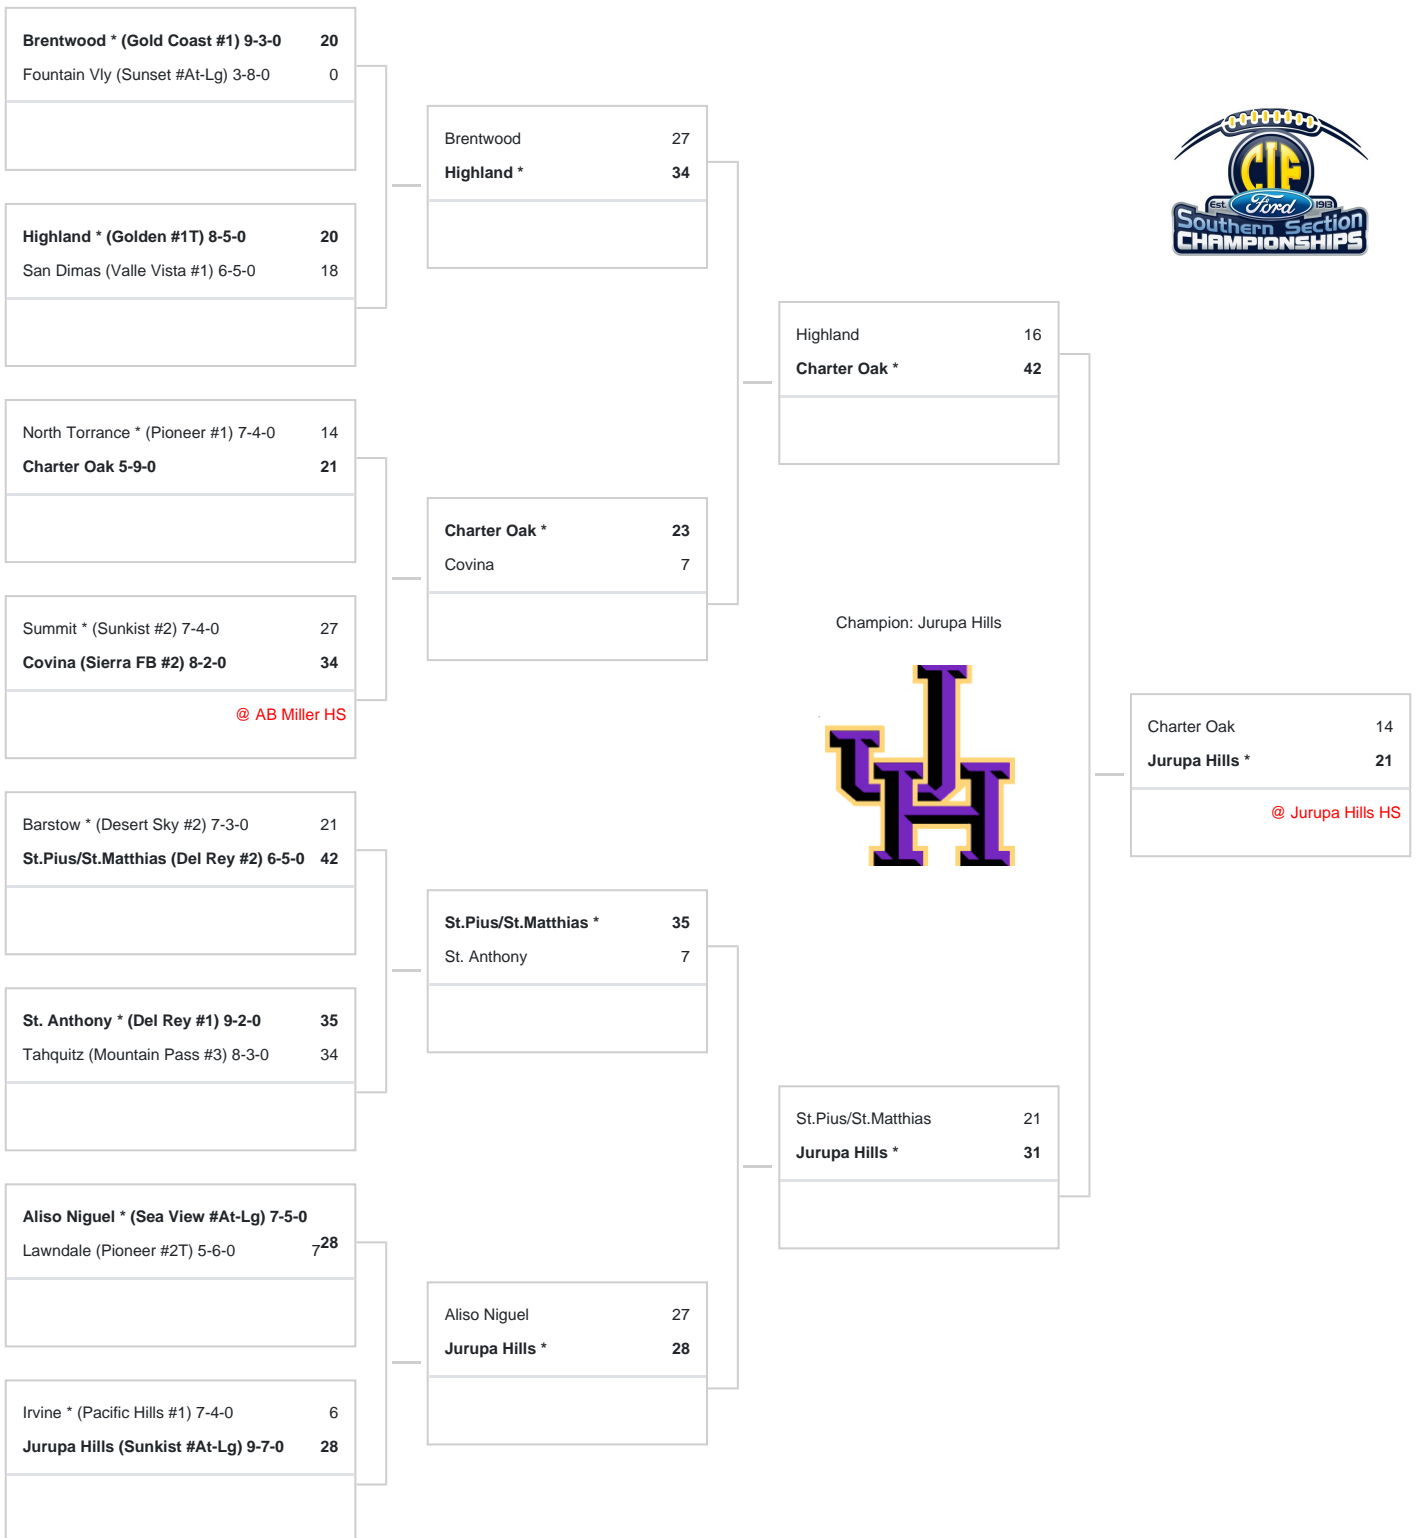 Brentwood * (Gold Coast #1) 9-3-0 20
Fountain Vly (Sunset #At-Lg) 3-8-0 0
Highland * (Golden #1T) 8-5-0 20
San Dimas (Valle Vista #1) 6-5-0 18
North Torrance * (Pioneer #1) 7-4-0 14
Charter Oak 5-9-0 21
Summit * (Sunkist #2) 7-4-0 27
Covina (Sierra FB #2) 8-2-0 34
@ AB Miller HS
Barstow * (Desert Sky #2) 7-3-0 21
St.Pius/St.Matthias (Del Rey #2) 6-5-0 42
St. Anthony * (Del Rey #1) 9-2-0 35
Tahquitz (Mountain Pass #3) 8-3-0 34
Aliso Niguel * (Sea View #At-Lg) 7-5-0 28
Lawndale (Pioneer #2T) 5-6-0 7
Irvine * (Pacific Hills #1) 7-4-0 6
Jurupa Hills (Sunkist #At-Lg) 9-7-0 28
Brentwood 27
Highland * 34
Charter Oak * 23
Covina 7
St.Pius/St.Matthias * 35
St. Anthony 7
Aliso Niguel 27
Jurupa Hills * 28
Highland 16
Charter Oak * 42
St.Pius/St.Matthias 21
Jurupa Hills * 31
Champion: Jurupa Hills
JH
Charter Oak 14
Jurupa Hills * 21
@ Jurupa Hills HS
CIF
Est. Ford 1913
Southern Section
CHAMPIONSHIPS